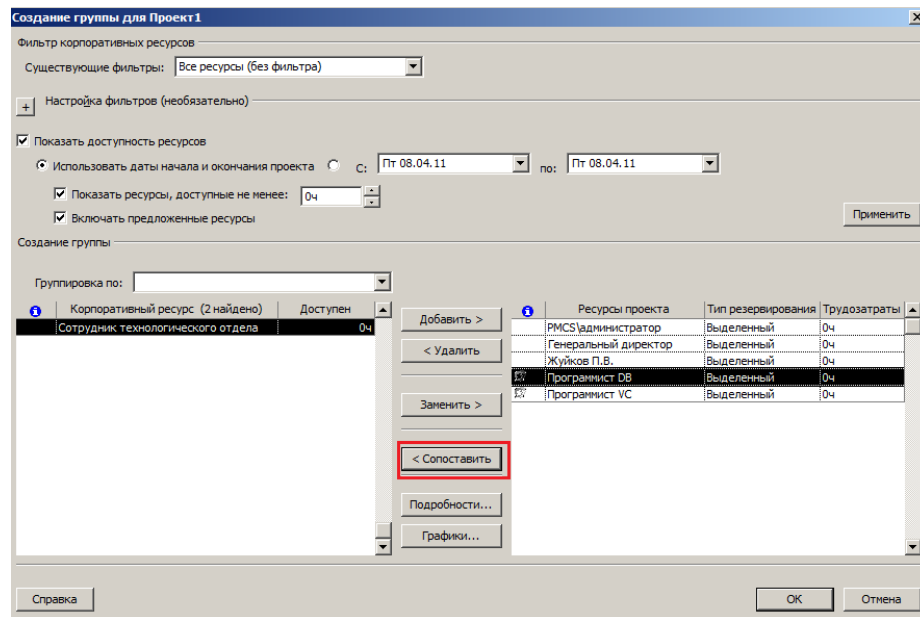 Создание группы для Проект1
Фильтр корпоративных ресурсов
Существующие фильтры: Все ресурсы (без фильтра)
+ Настройка фильтров (необязательно)
Показать доступность ресурсов
Использовать даты начала и окончания проекта С: Пт 08.04.11 по: Пт 08.04.11
Показать ресурсы, доступные не менее: 0ч
Включать предложенные ресурсы
Применить
Создание группы
Группировка по:
Корпоративный ресурс (2 найдено) Доступен
Сотрудник технологического отдела 0ч
Добавить >
< Удалить
Заменить >
< Сопоставить
Подробности...
Графики...
Ресурсы проекта Тип резервирования Трудозатраты
PMCS\администратор Выделенный 0ч
Генеральный директор Выделенный 0ч
Жуйков П.В. Выделенный 0ч
Программист DB Выделенный 0ч
Программист VC Выделенный 0ч
Справка
ОК
Отмена